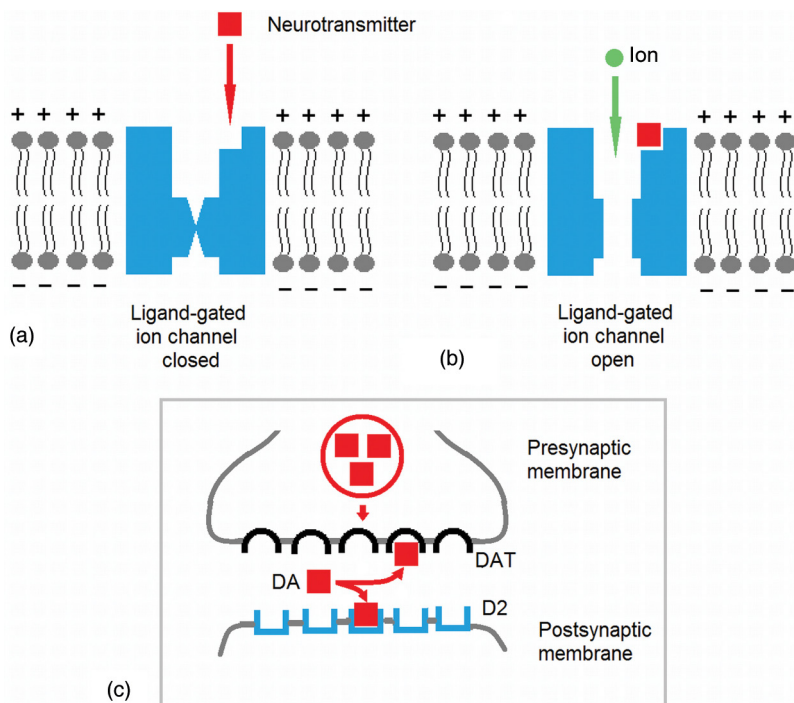 Neurotransmitter
Ion
+ + + +
+ + + +
+ + + +
+ + + +
− − − −
− − − −
− − − −
− − − −
(a)
Ligand-gated
ion channel
closed
(b)
Ligand-gated
ion channel
open
Presynaptic
membrane
DAT
DA
D2
Postsynaptic
membrane
(c)